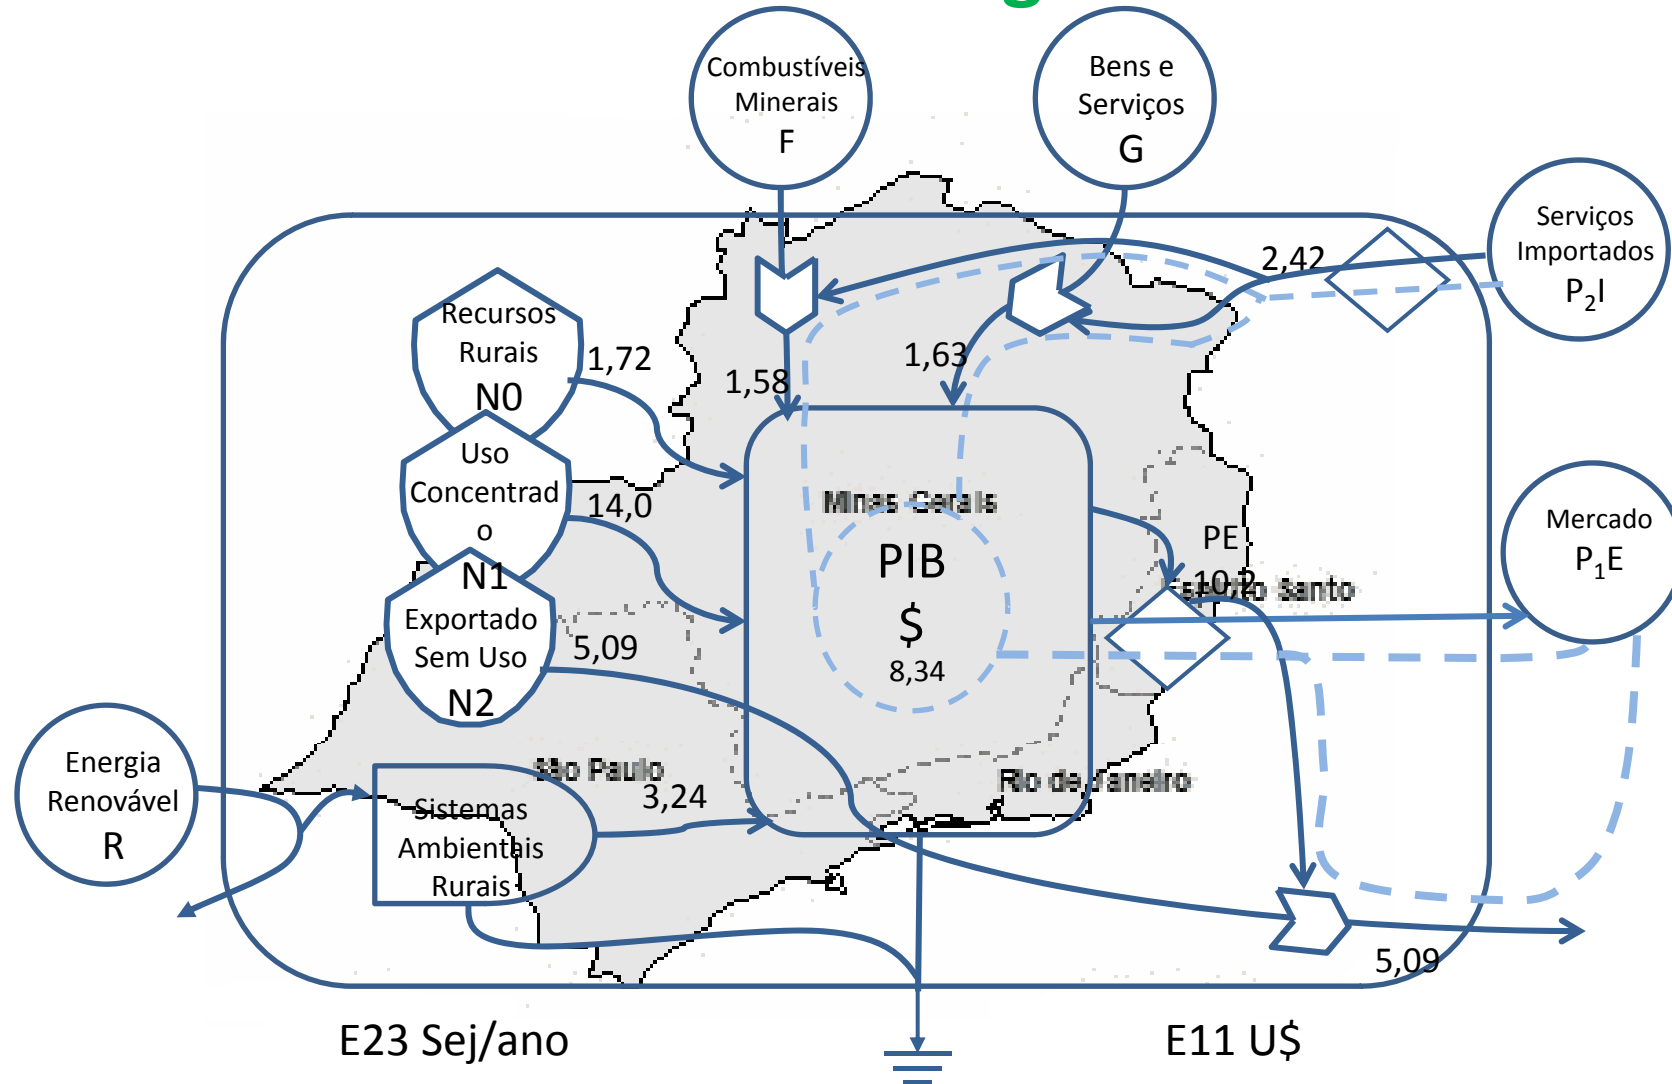 Combustíveis
Minerais
F
Bens e
Serviços
G
Serviços
Importados
P₂I
2,42
Recursos
Rurais
N0
1,72
1,58
1,63
Uso
Concentrad
o
N1
14,0
Minas Gerais
PIB
$
8,34
PE
10,2
Espírito Santo
Mercado
P₁E
Exportado
Sem Uso
N2
5,09
Energia
Renovável
R
São Paulo
3,24
Rio de Janeiro
Sistemas
Ambientais
Rurais
5,09
E23 Sej/ano
E11 U$